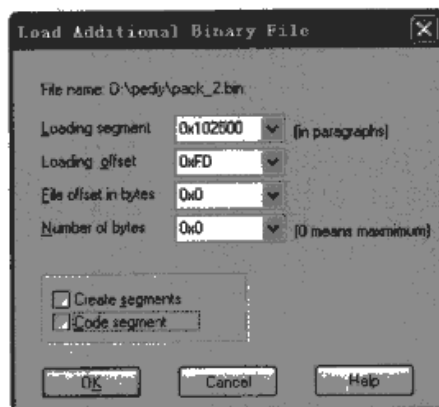 Load Additional Binary File
File name: D:\pediy\pack_2.bin
Loading segment 0x102500 (in paragraphs)
Loading offset 0xFD
File offset in bytes 0x0
Number of bytes 0x0 (0 means maxmimum)
Create segments
Code segment
OK Cancel Help